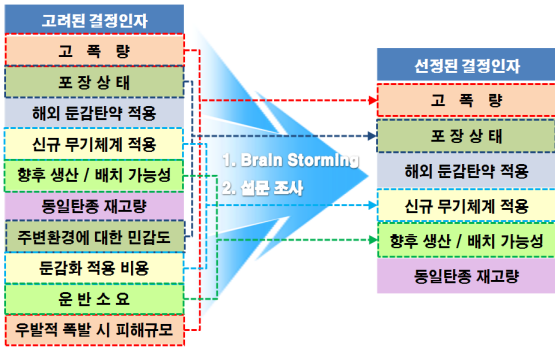 고려된 결정인자
고 폭 량
포 장 상 태
해외 둔감탄약 적용
신규 무기체계 적용
향후 생산 / 배치 가능성
동일탄종 재고량
주변환경에 대한 민감도
둔감화 적용 비용
운 반 소 요
우발적 폭발 시 피해규모
1. Brain Storming
2. 설문 조사
선정된 결정인자
고 폭 량
포 장 상 태
해외 둔감탄약 적용
신규 무기체계 적용
향후 생산 / 배치 가능성
동일탄종 재고량